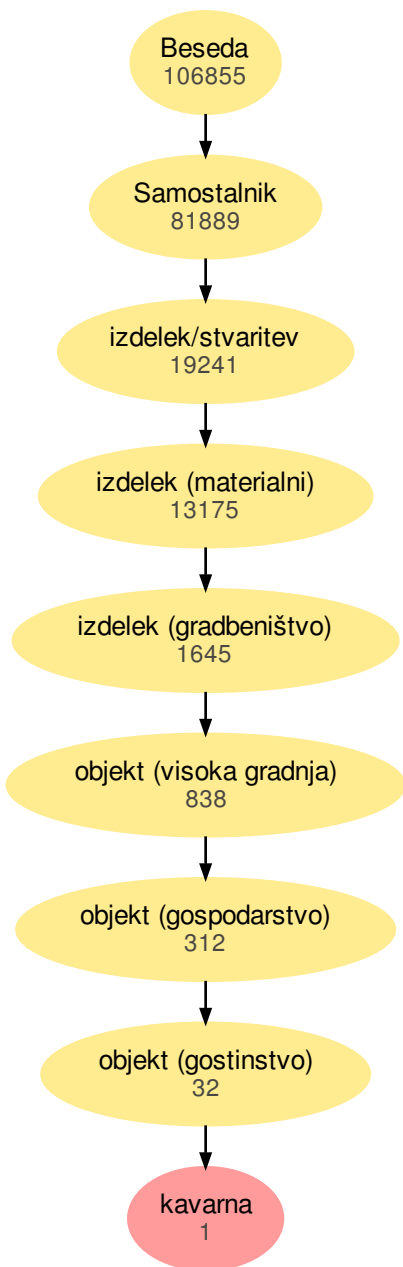 Beseda
106855
Samostalnik
81889
izdelek/stvaritev
19241
izdelek (materialni)
13175
izdelek (gradbeništvo)
1645
objekt (visoka gradnja)
838
objekt (gospodarstvo)
312
objekt (gostinstvo)
32
kavarna
1